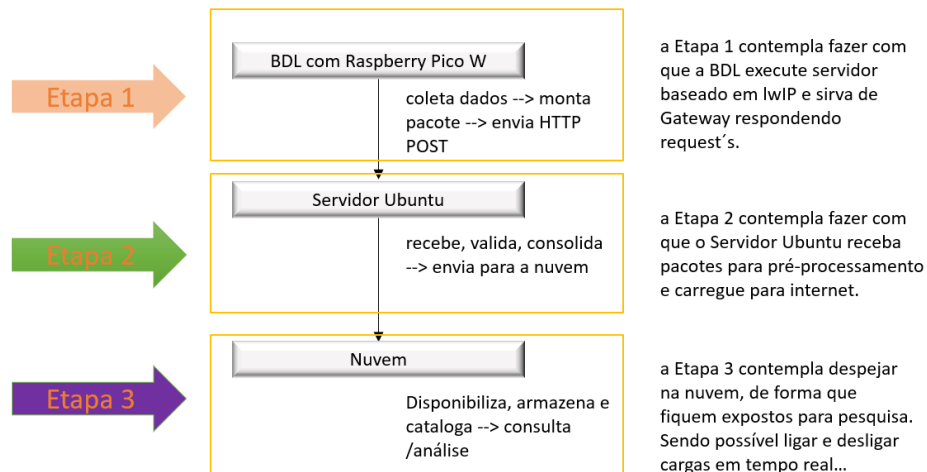 Etapa 1
BDL com Raspberry Pico W
coleta dados --> monta
pacote --> envia HTTP
POST
a Etapa 1 contempla fazer com
que a BDL execute servidor
baseado em lwIP e sirva de
Gateway respondendo
request´s.
Etapa 2
Servidor Ubuntu
recebe, valida, consolida
--> envia para a nuvem
a Etapa 2 contempla fazer com
que o Servidor Ubuntu receba
pacotes para pré-processamento
e carregue para internet.
Etapa 3
Nuvem
Disponibiliza, armazena e
cataloga --> consulta
/análise
a Etapa 3 contempla despejar
na nuvem, de forma que
fiquem expostos para pesquisa.
Sendo possível ligar e desligar
cargas em tempo real...